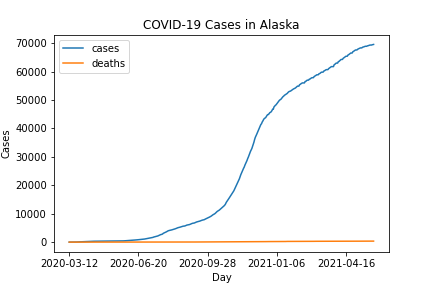 COVID-19 Cases in Alaska
70000
60000
50000
40000
30000
20000
10000
0
Cases
cases
deaths
2020-03-12 2020-06-20 2020-09-28 2021-01-06 2021-04-16
Day